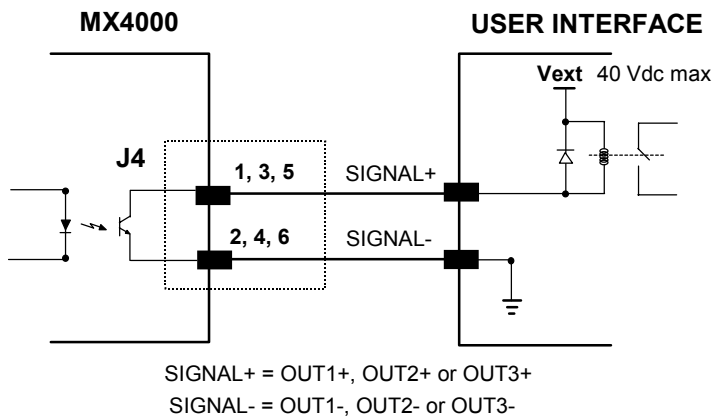 MX4000
USER INTERFACE
Vext 40 Vdc max
J4
1, 3, 5
SIGNAL+
2, 4, 6
SIGNAL-
SIGNAL+ = OUT1+, OUT2+ or OUT3+
SIGNAL- = OUT1-, OUT2- or OUT3-